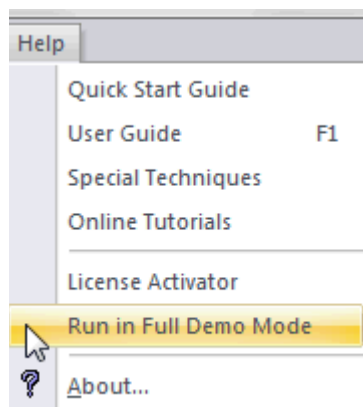 Help
Quick Start Guide
User Guide F1
Special Techniques
Online Tutorials
License Activator
Run in Full Demo Mode
? About...